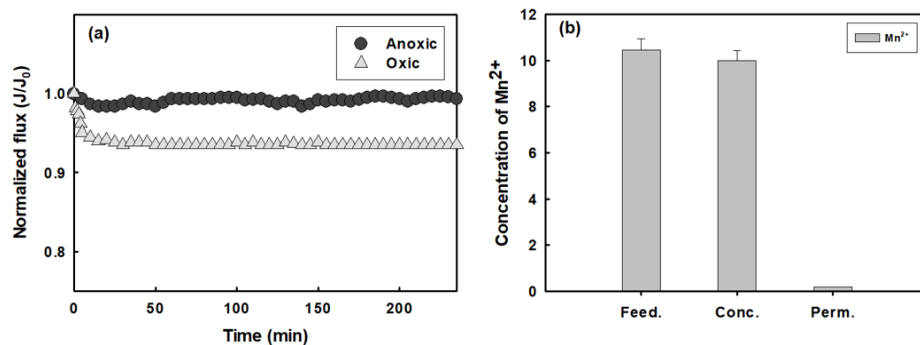 (a)
Anoxic
Oxic
Normalized flux (J/J₀)
1.0
0.9
0.8
0 50 100 150 200
Time (min)
(b)
Mn²⁺
Concentration of Mn²⁺
12
10
8
6
4
2
0
Feed. Conc. Perm.